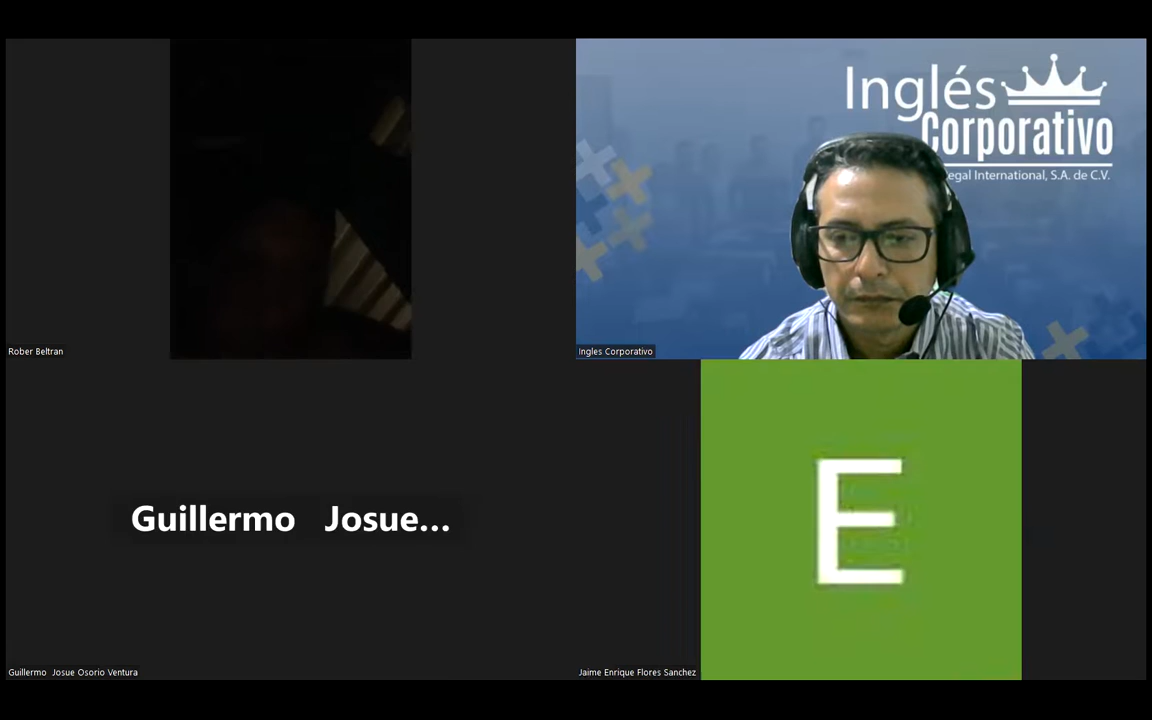 Inglés
Corporativo
egal International, S.A. de C.V.
Rober Beltran
Ingles Corporativo
Guillermo Josue...
E
Guillermo Josue Osorio Ventura
Jaime Enrique Flores Sanchez